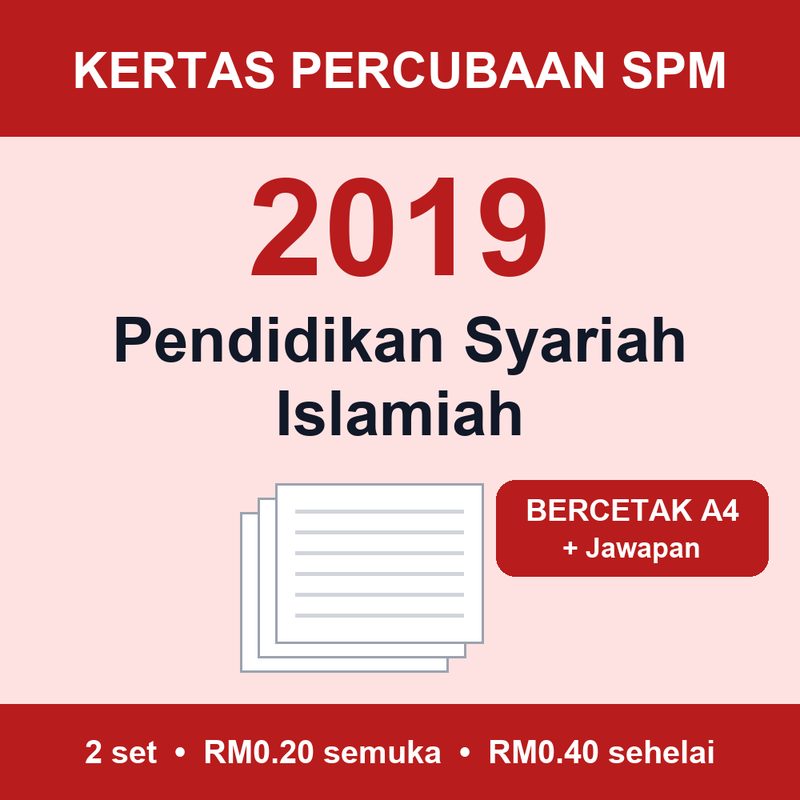 KERTAS PERCUBAAN SPM
2019
Pendidikan Syariah
Islamiah
BERCETAK A4
+ Jawapan
2 set • RM0.20 semuka • RM0.40 sehelai